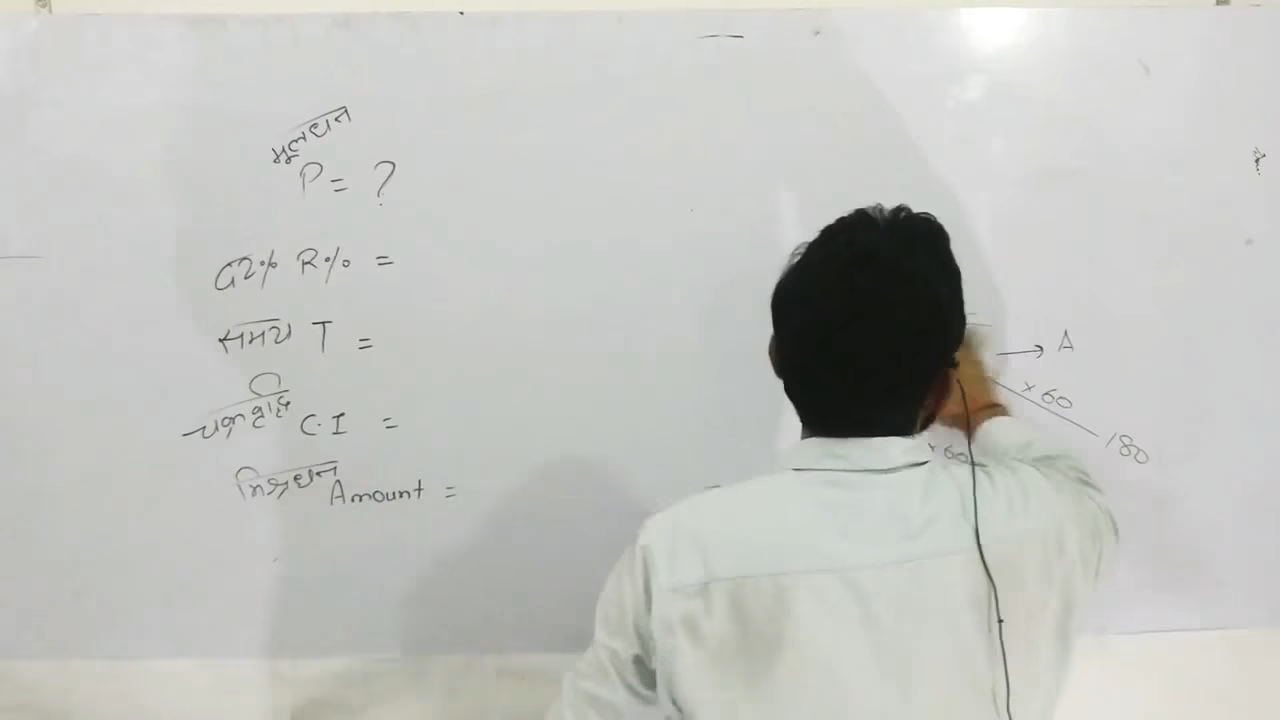 मूलधन
P = ?
दर% R% =
समय T =
चक्रवृद्धि C.I =
मिश्रधन Amount =
→ A
× 60
180
× 60